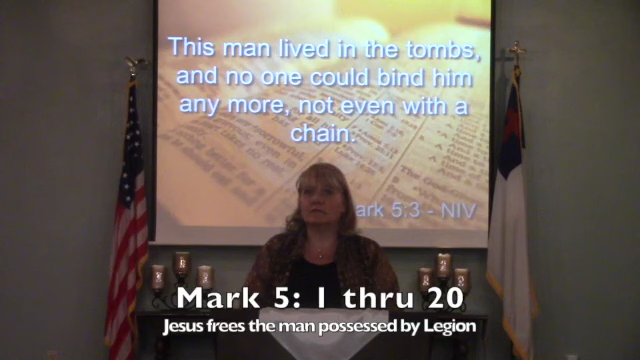 This man lived in the tombs,
and no one could bind him
any more, not even with a
chain.
ark 5:3 - NIV
Mark 5: 1 thru 20
Jesus frees the man possessed by Legion